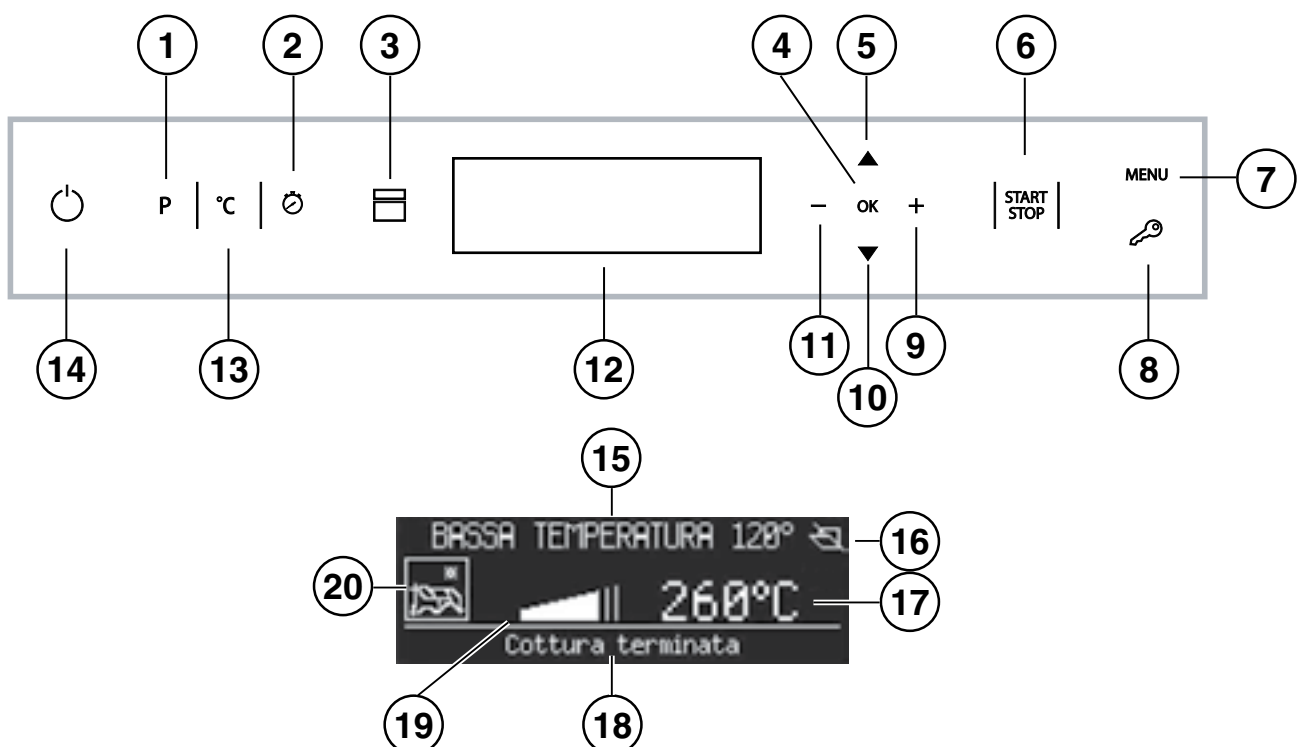 1 2 3 4 5 6
MENU 7
P °C − OK + START
STOP
14 13 12 11 10 9 8
15
BASSA TEMPERATURA 120° 16
20 260°C 17
Cottura terminata
19 18